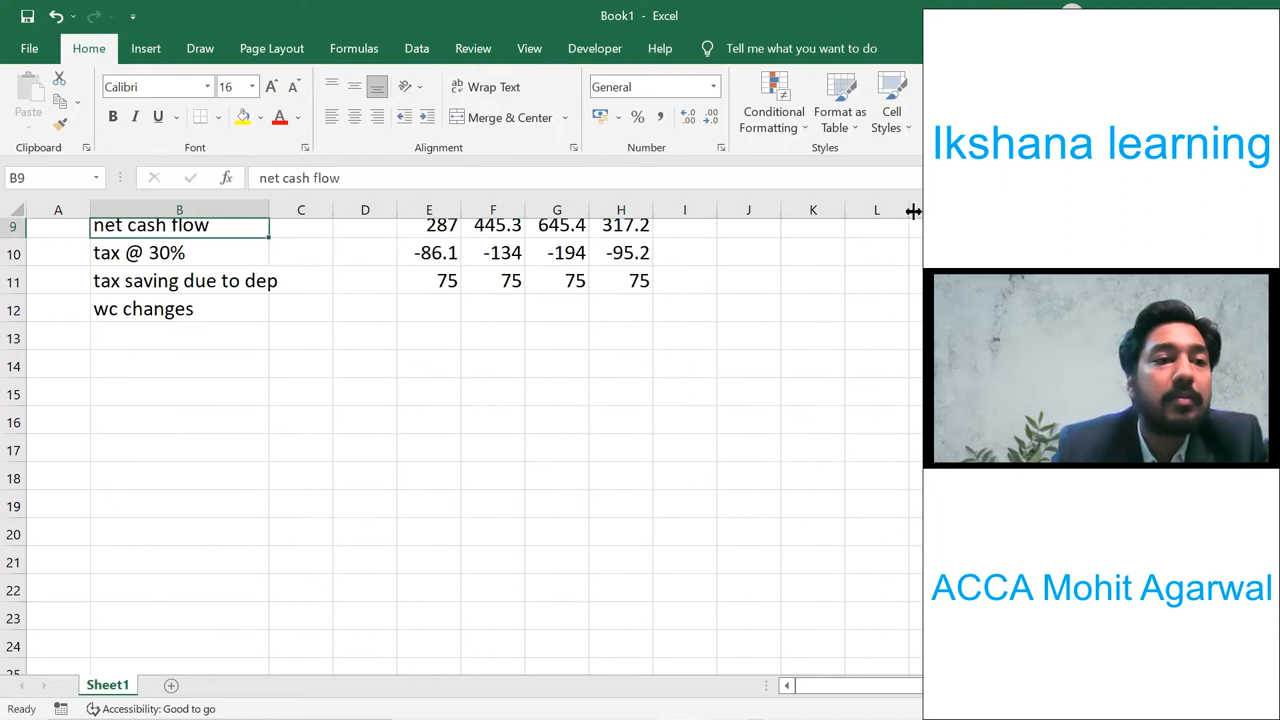 Book1 - Excel
File Home Insert Draw Page Layout Formulas Data Review View Developer Help Tell me what you want to do
Calibri 16 A A ab Wrap Text General
Paste B I U A Merge & Center % 9 Conditional Formatting Format as Table Cell Styles
Clipboard Font Alignment Number Styles
B9 fx net cash flow
A B C D E F G H I J K L
9 net cash flow 287 445.3 645.4 317.2
10 tax @ 30% -86.1 -134 -194 -95.2
11 tax saving due to dep 75 75 75 75
12 wc changes
13
14
15
16
17
18
19
20
21
22
23
24
25
Sheet1
Ready Accessibility: Good to go
Ikshana learning
ACCA Mohit Agarwal